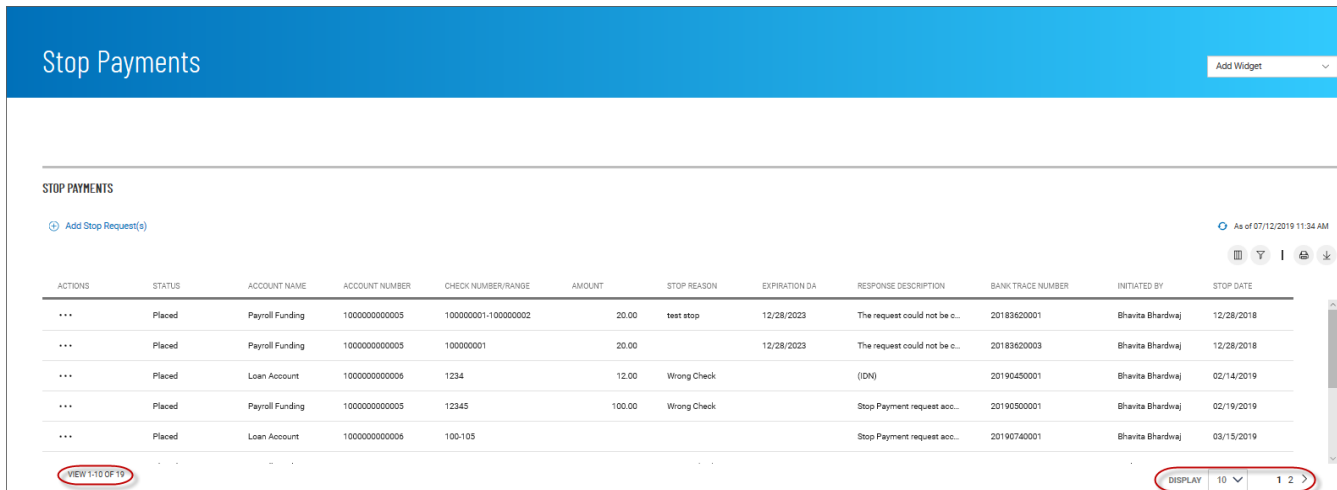 Stop Payments
Add Widget
STOP PAYMENTS
Add Stop Request(s)
As of 07/12/2019 11:34 AM
ACTIONS STATUS ACCOUNT NAME ACCOUNT NUMBER CHECK NUMBER/RANGE AMOUNT STOP REASON EXPIRATION DA RESPONSE DESCRIPTION BANK TRACE NUMBER INITIATED BY STOP DATE
... Placed Payroll Funding 1000000000005 100000001-100000002 20.00 test stop 12/28/2023 The request could not be c... 20183620001 Bhavita Bhardwaj 12/28/2018
... Placed Payroll Funding 1000000000005 100000001 20.00 12/28/2023 The request could not be c... 20183620003 Bhavita Bhardwaj 12/28/2018
... Placed Loan Account 1000000000006 1234 12.00 Wrong Check (IDN) 20190450001 Bhavita Bhardwaj 02/14/2019
... Placed Payroll Funding 1000000000005 12345 100.00 Wrong Check Stop Payment request acc... 20190500001 Bhavita Bhardwaj 02/19/2019
... Placed Loan Account 1000000000006 100-105 Stop Payment request acc... 20190740001 Bhavita Bhardwaj 03/15/2019
VIEW 1-10 OF 19 DISPLAY 10 1 2 >